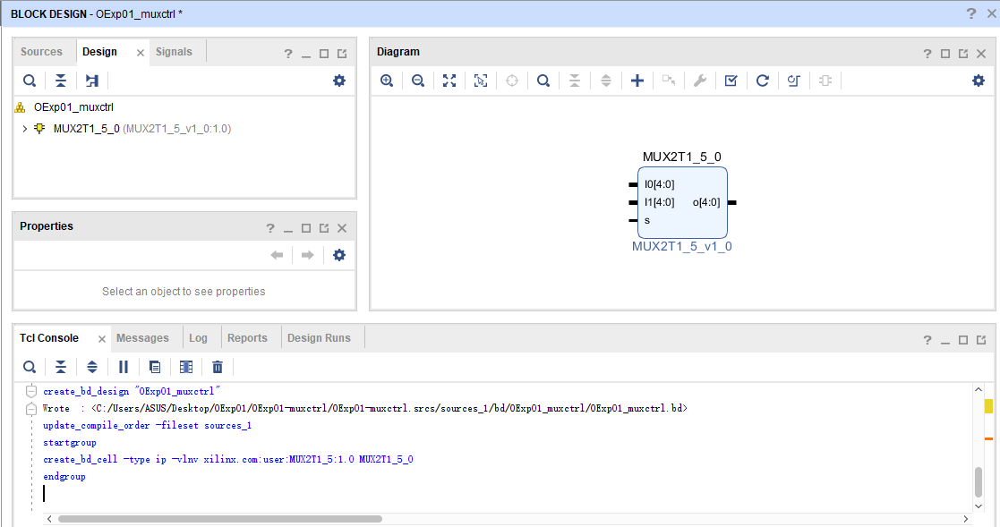 BLOCK DESIGN - OExp01_muxctrl *
Sources Design Signals
OExp01_muxctrl
MUX2T1_5_0 (MUX2T1_5_v1_0:1.0)
Properties
Select an object to see properties
Diagram
MUX2T1_5_0
I0[4:0]
I1[4:0] o[4:0]
s
MUX2T1_5_v1_0
Tcl Console Messages Log Reports Design Runs
create_bd_design "OExp01_muxctrl"
Wrote : <C:/Users/ASUS/Desktop/OExp01/OExp01-muxctrl/OExp01-muxctrl.srcs/sources_1/bd/OExp01_muxctrl/OExp01_muxctrl.bd>
update_compile_order -fileset sources_1
startgroup
create_bd_cell -type ip -vlnv xilinx.com:user:MUX2T1_5:1.0 MUX2T1_5_0
endgroup